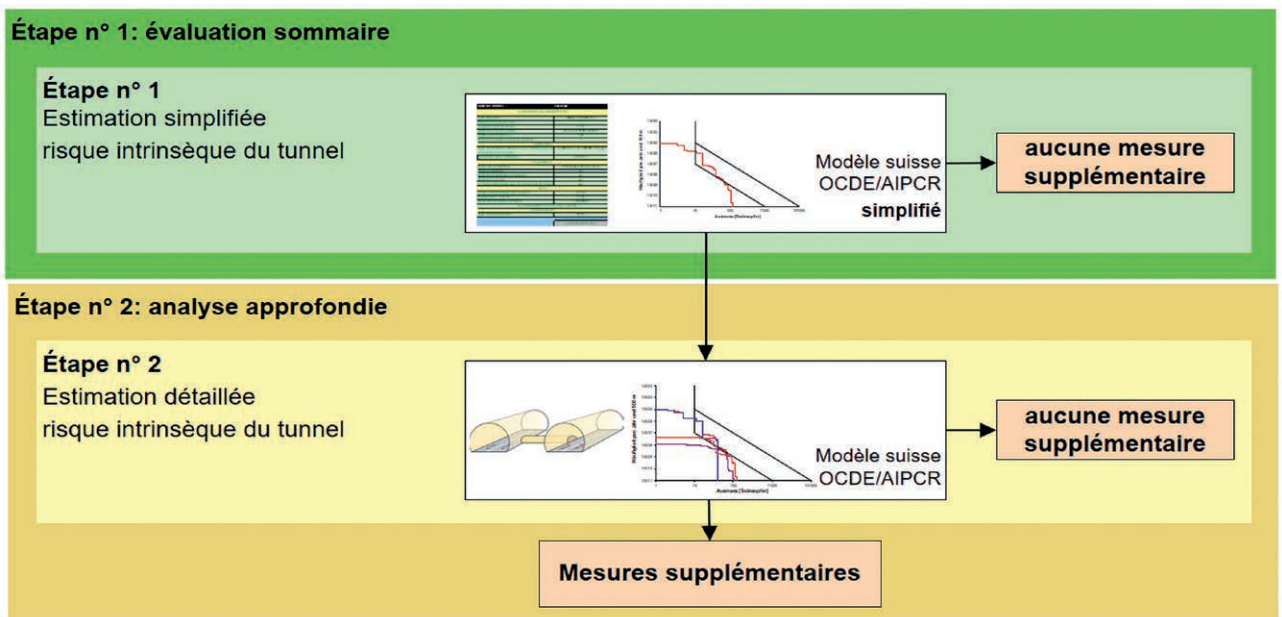 Étape n° 1: évaluation sommaire
Étape n° 1
Estimation simplifiée
risque intrinsèque du tunnel
Modèle suisse
OCDE/AIPCR
simplifié
aucune mesure
supplémentaire
Étape n° 2: analyse approfondie
Étape n° 2
Estimation détaillée
risque intrinsèque du tunnel
Modèle suisse
OCDE/AIPCR
aucune mesure
supplémentaire
Mesures supplémentaires